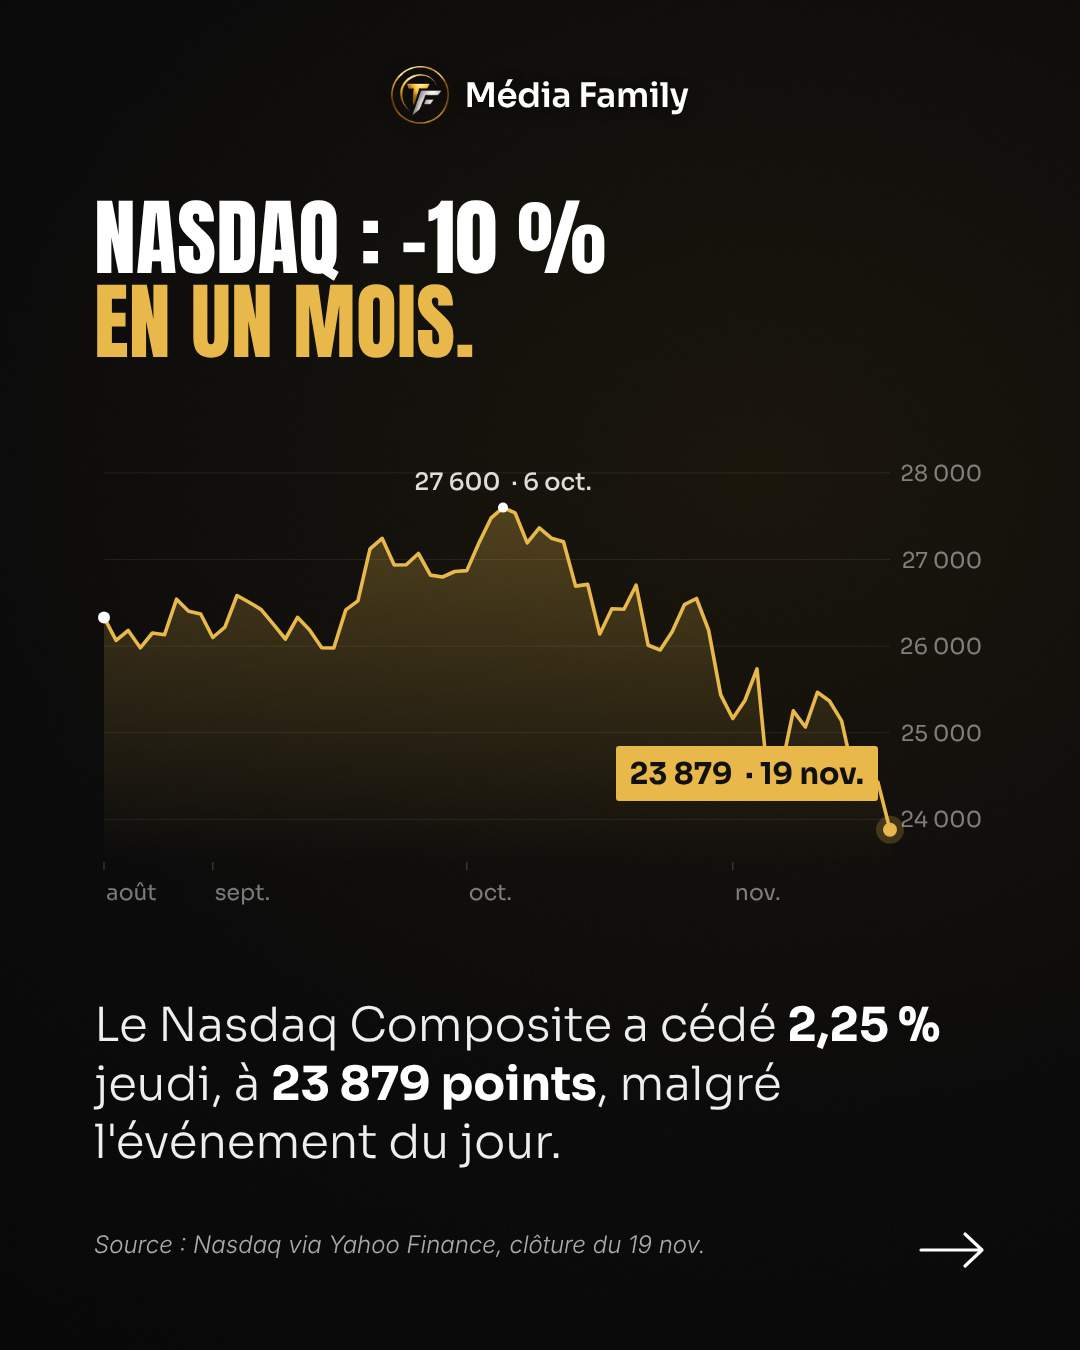 TF Média Family
NASDAQ : -10 %
EN UN MOIS.
27 600 · 6 oct.
28 000
27 000
26 000
25 000
23 879 · 19 nov.
24 000
août sept. oct. nov.
Le Nasdaq Composite a cédé 2,25 %
jeudi, à 23 879 points, malgré
l'événement du jour.
Source : Nasdaq via Yahoo Finance, clôture du 19 nov.